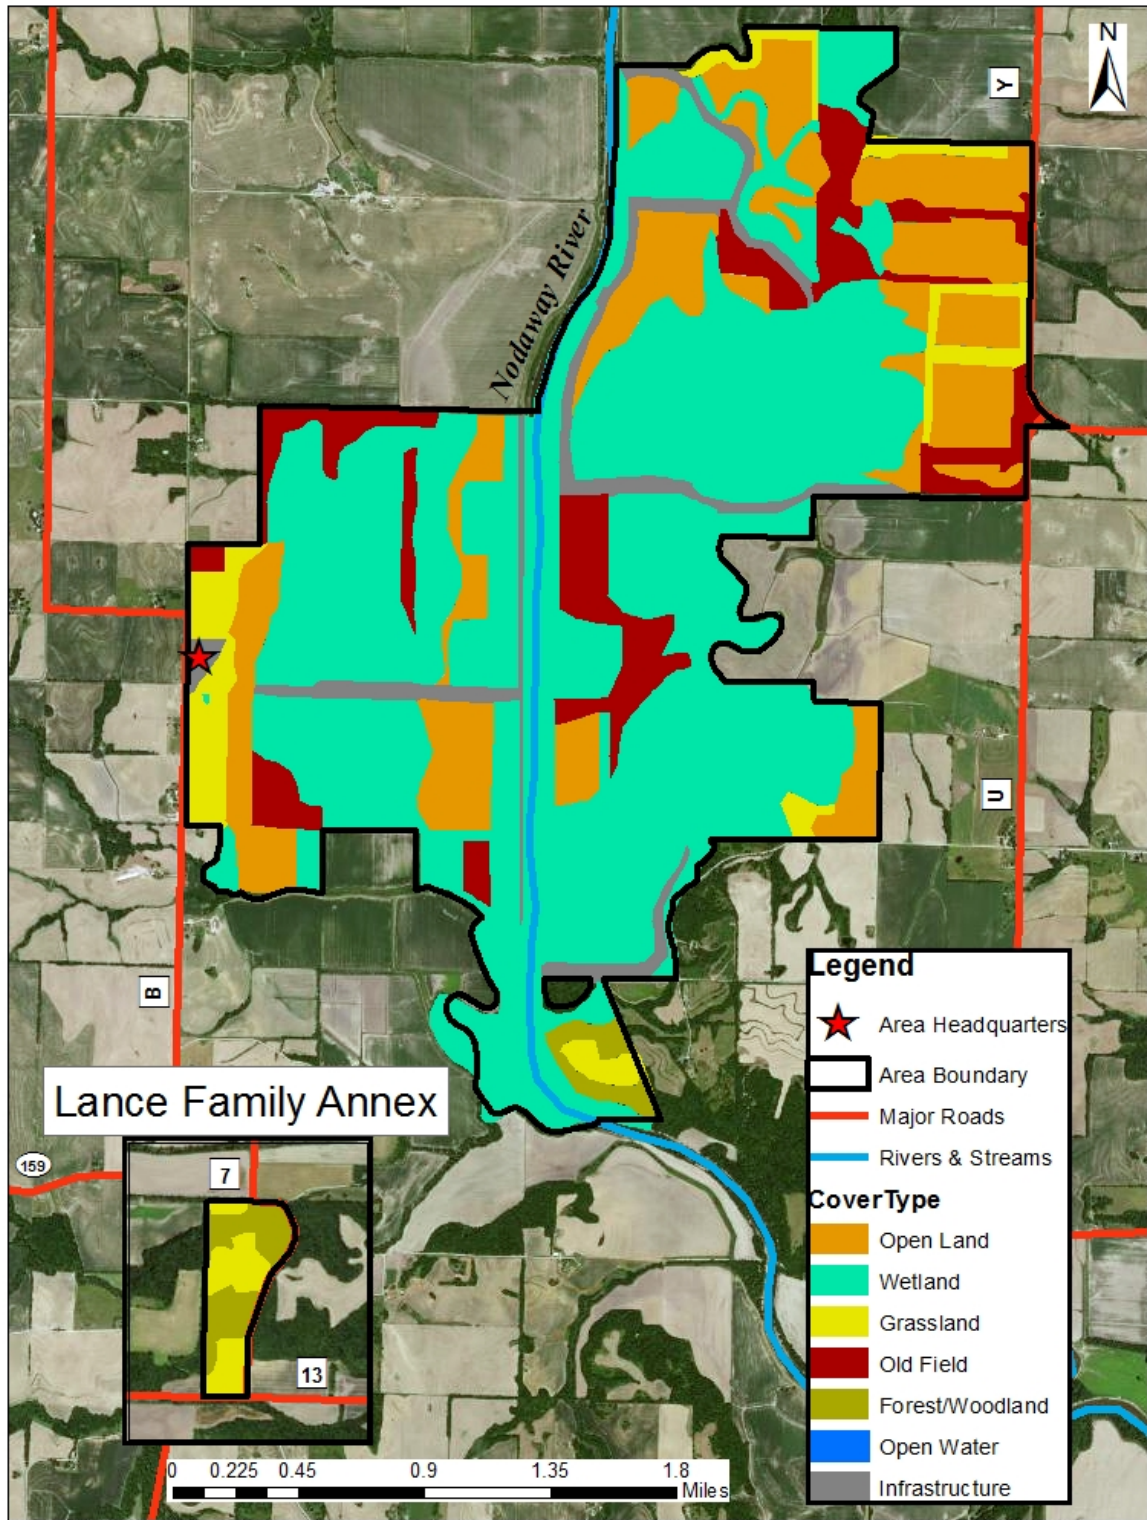 N
Y
Nodaway River
U
B
Legend
Area Headquarters
Area Boundary
Major Roads
Rivers & Streams
CoverType
Open Land
Wetland
Grassland
Old Field
Forest/Woodland
Open Water
Infrastructure
Lance Family Annex
159
7
13
0 0.225 0.45 0.9 1.35 1.8
Miles